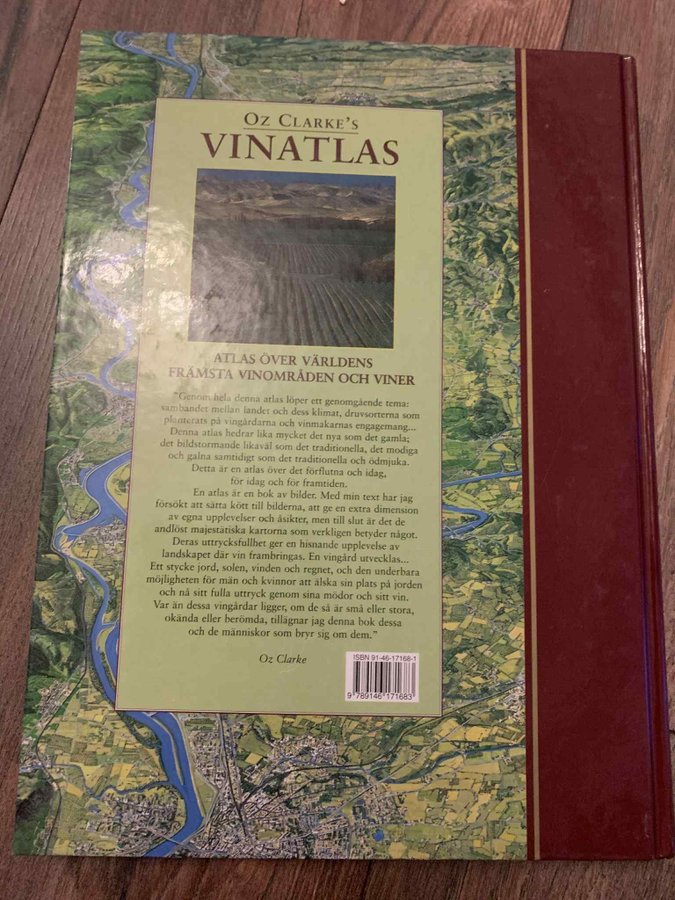 OZ CLARKE'S
VINATLAS
ATLAS ÖVER VÄRLDENS
FRÄMSTA VINOMRÅDEN OCH VINER
"Genom hela denna atlas löper ett genomgående tema:
sambandet mellan landet och dess klimat, druvsorterna som
planterats på vingårdarna och vinmakarnas engagemang...
Denna atlas hedrar lika mycket det nya som det gamla;
det bildstormande likaväl som det traditionella, det modiga
och galna samtidigt som det traditionella och ödmjuka.
Detta är en atlas över det förflutna och idag,
för idag och för framtiden.
En atlas är en bok av bilder. Med min text har jag
försökt att sätta kött till bilderna, att ge en extra dimension
av egna upplevelser och åsikter, men till slut är det de
andlöst majestätiska kartorna som verkligen betyder något.
Deras uttrycksfullhet ger en hisnande upplevelse av
landskapet där vin frambringas. En vingård utvecklas...
Ett stycke jord, solen, vinden och regnet, och den underbara
möjligheten för män och kvinnor att älska sin plats på jorden
och nå sitt fulla uttryck genom sina mödor och sitt vin.
Var än dessa vingårdar ligger, om de så är små eller stora,
okända eller berömda, tillägnar jag denna bok dessa
och de människor som bryr sig om dem."
Oz Clarke
ISBN 91-46-17168-1
9 789146 171683